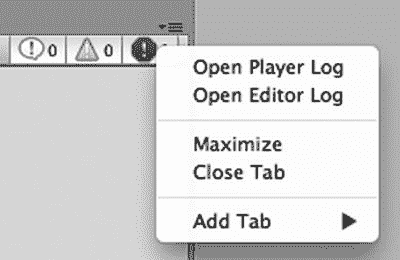 0 0
Open Player Log
Open Editor Log
Maximize
Close Tab
Add Tab